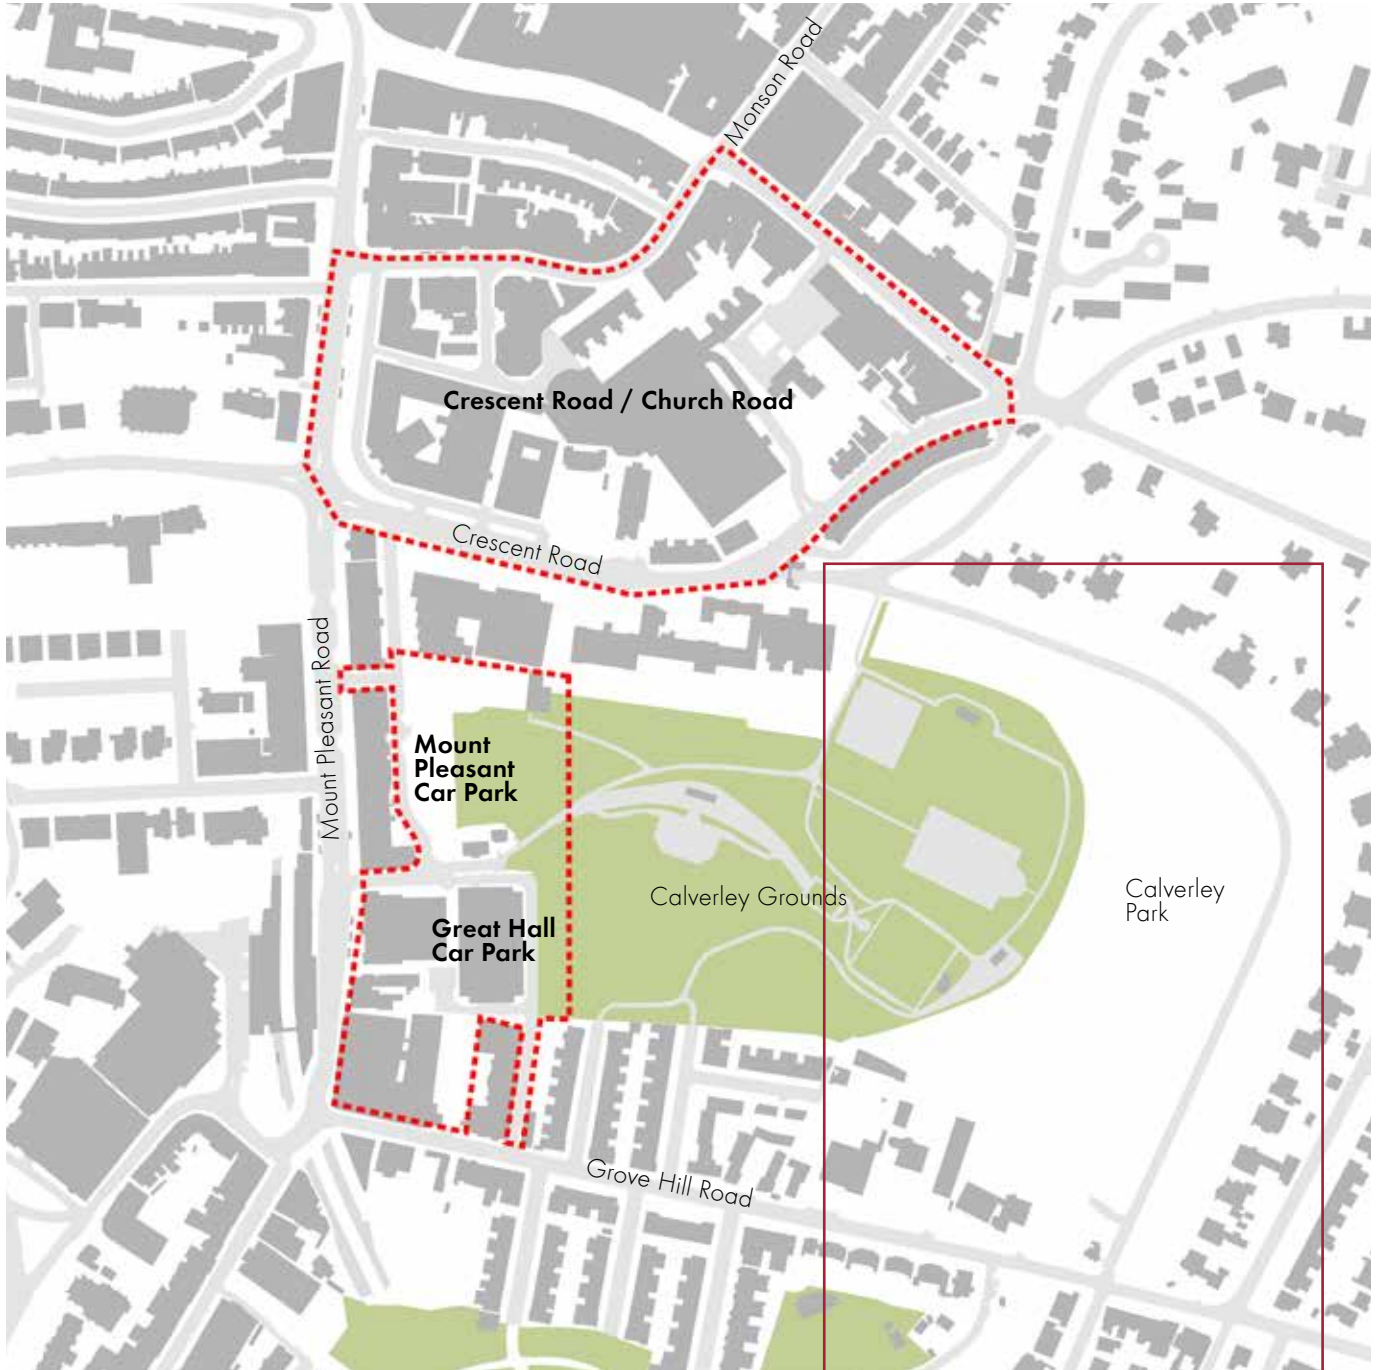 Monson Road
Crescent Road / Church Road
Crescent Road
Mount Pleasant Road
Mount
Pleasant
Car Park
Calverley Grounds
Calverley
Park
Great Hall
Car Park
Grove Hill Road